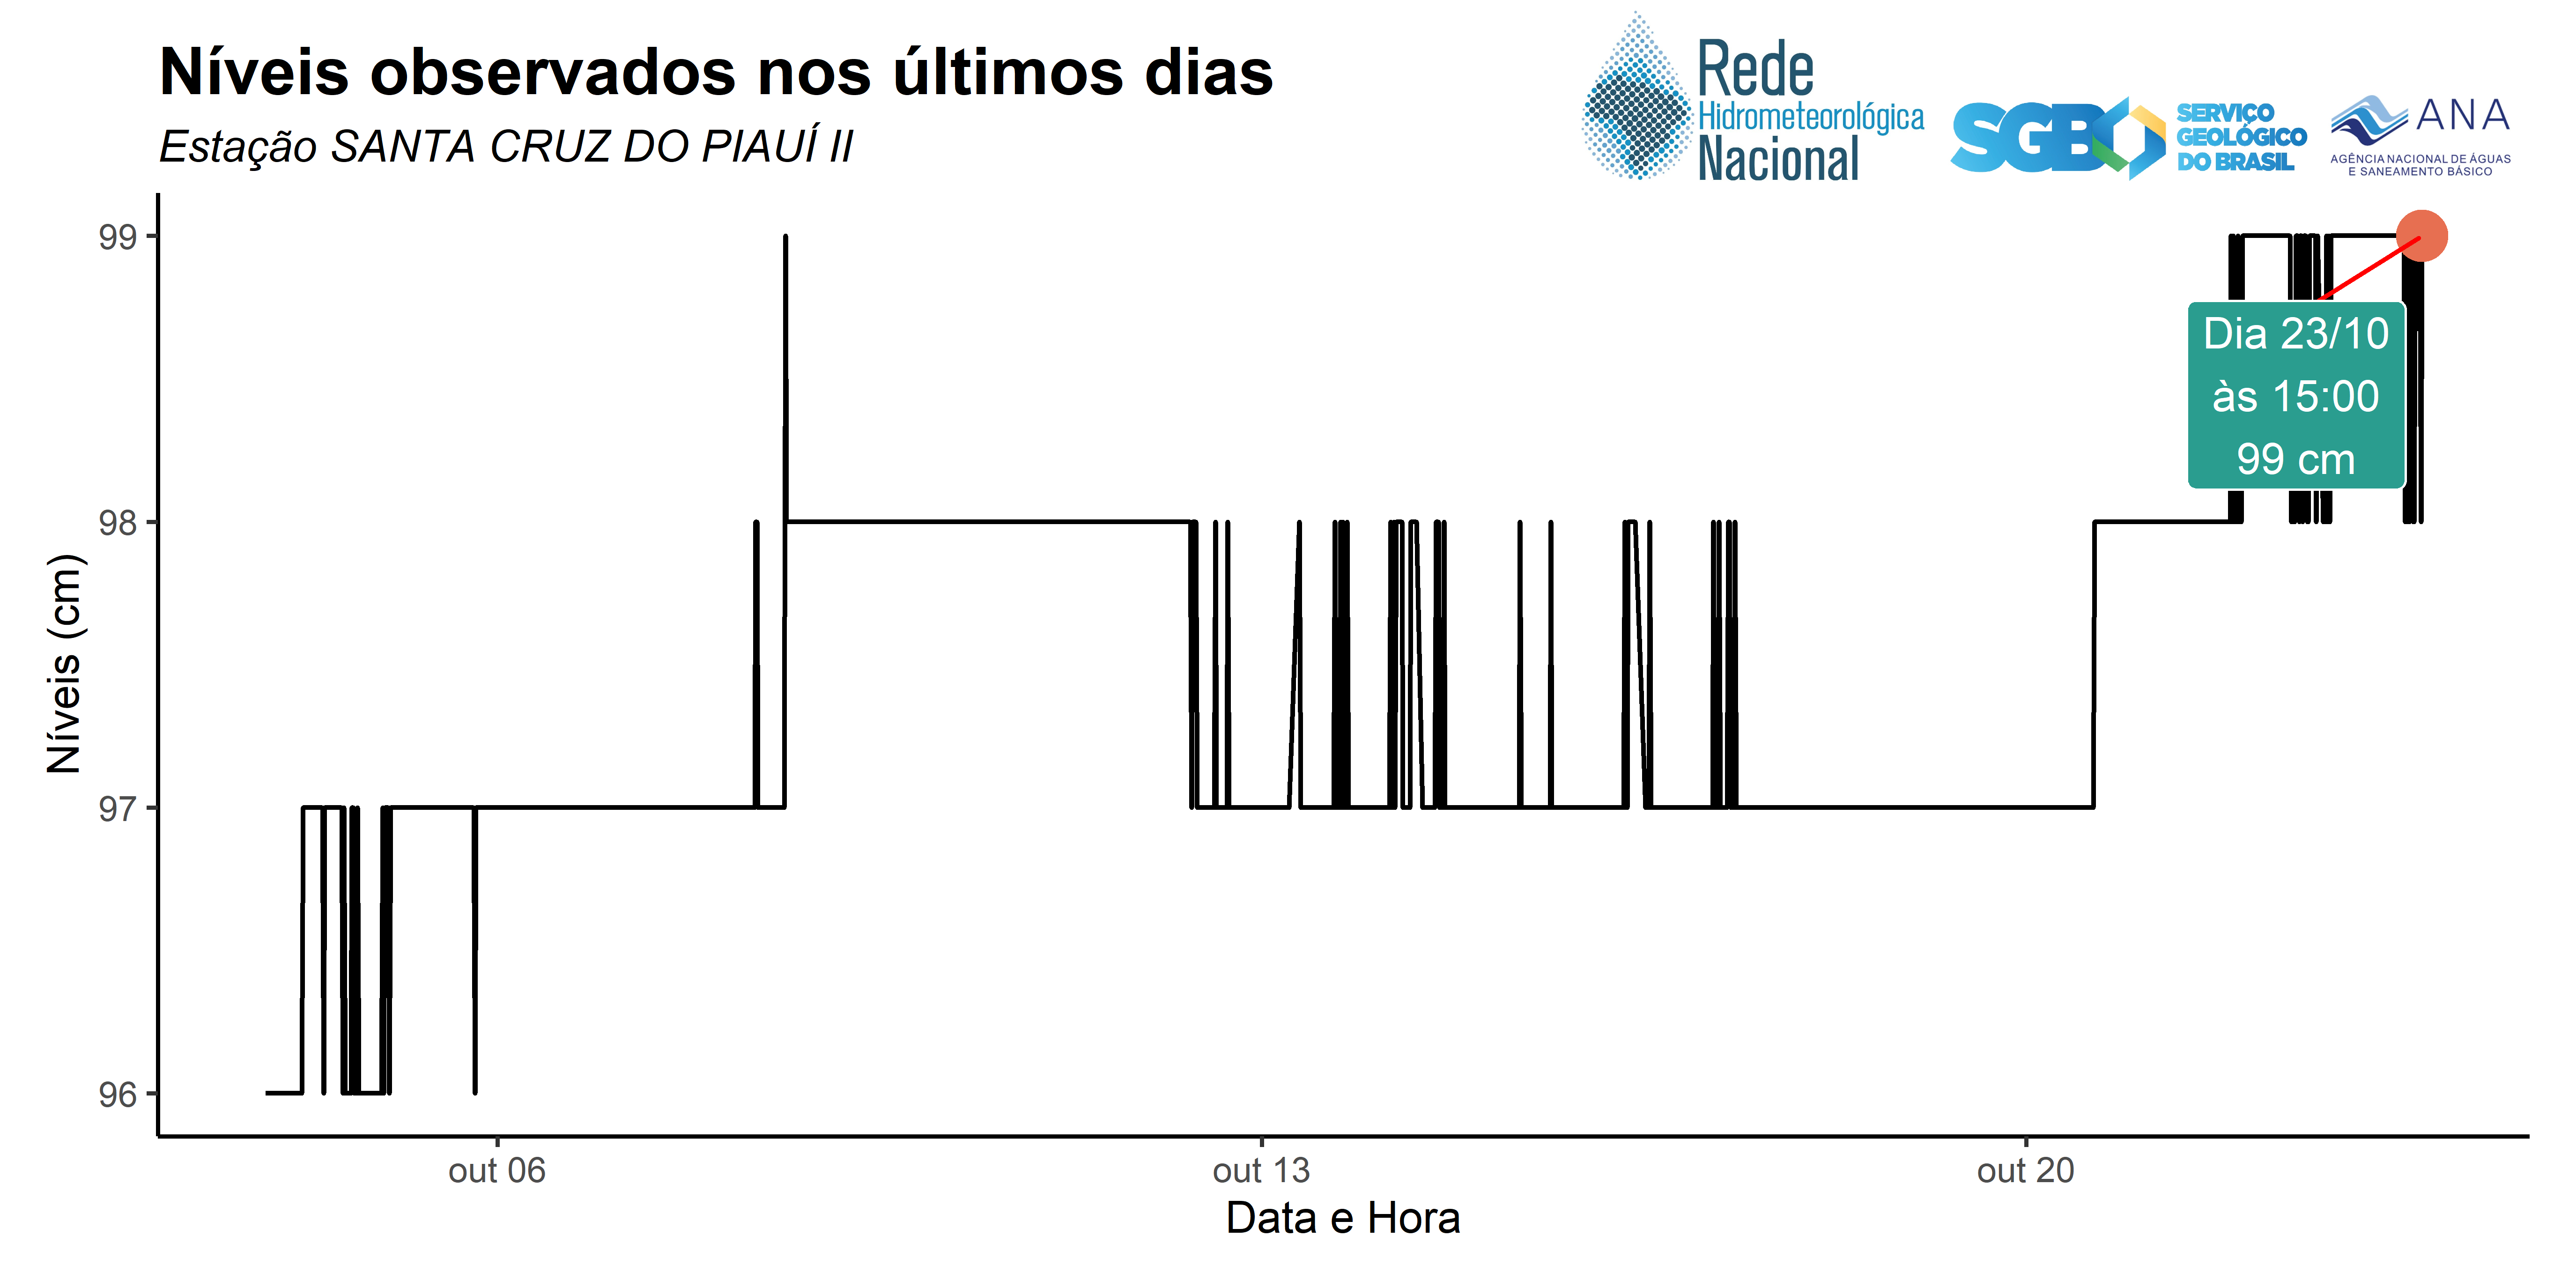 Níveis observados nos últimos dias
Estação SANTA CRUZ DO PIAUÍ II
Rede
Hidrometeorológica
Nacional
SGB
SERVIÇO
GEOLÓGICO
DO BRASIL
ANA
AGÊNCIA NACIONAL DE ÁGUAS
E SANEAMENTO BÁSICO
Níveis (cm)
99
98
97
96
Dia 23/10
às 15:00
99 cm
out 06
out 13
out 20
Data e Hora